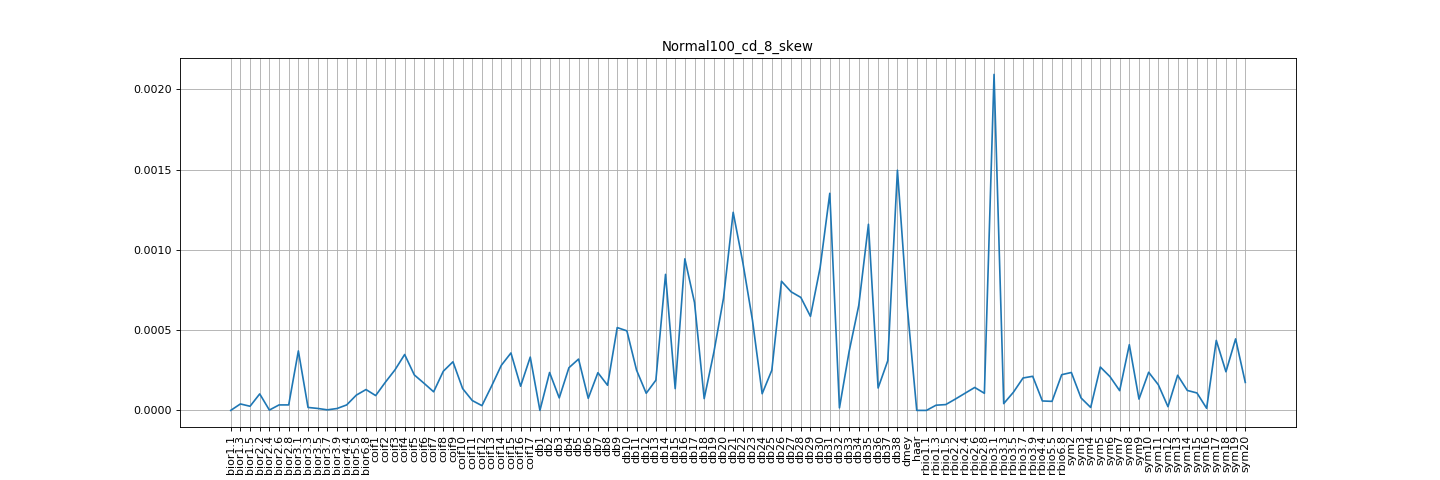 Normal100_cd_8_skew
0.0020
0.0015
0.0010
0.0005
0.0000
bior1.1
bior1.3
bior1.5
bior2.2
bior2.4
bior2.6
bior2.8
bior3.1
bior3.3
bior3.5
bior3.7
bior3.9
bior4.4
bior5.5
bior6.8
coif1
coif2
coif3
coif4
coif5
coif6
coif7
coif8
coif9
coif10
coif11
coif12
coif13
coif14
coif15
coif16
coif17
db1
db2
db3
db4
db5
db6
db7
db8
db9
db10
db11
db12
db13
db14
db15
db16
db17
db18
db19
db20
db21
db22
db23
db24
db25
db26
db27
db28
db29
db30
db31
db32
db33
db34
db35
db36
db37
db38
dmey
haar
rbio1.1
rbio1.3
rbio1.5
rbio2.2
rbio2.4
rbio2.6
rbio2.8
rbio3.1
rbio3.3
rbio3.5
rbio3.7
rbio3.9
rbio4.4
rbio5.5
rbio6.8
sym2
sym3
sym4
sym5
sym6
sym7
sym8
sym9
sym10
sym11
sym12
sym13
sym14
sym15
sym16
sym17
sym18
sym19
sym20